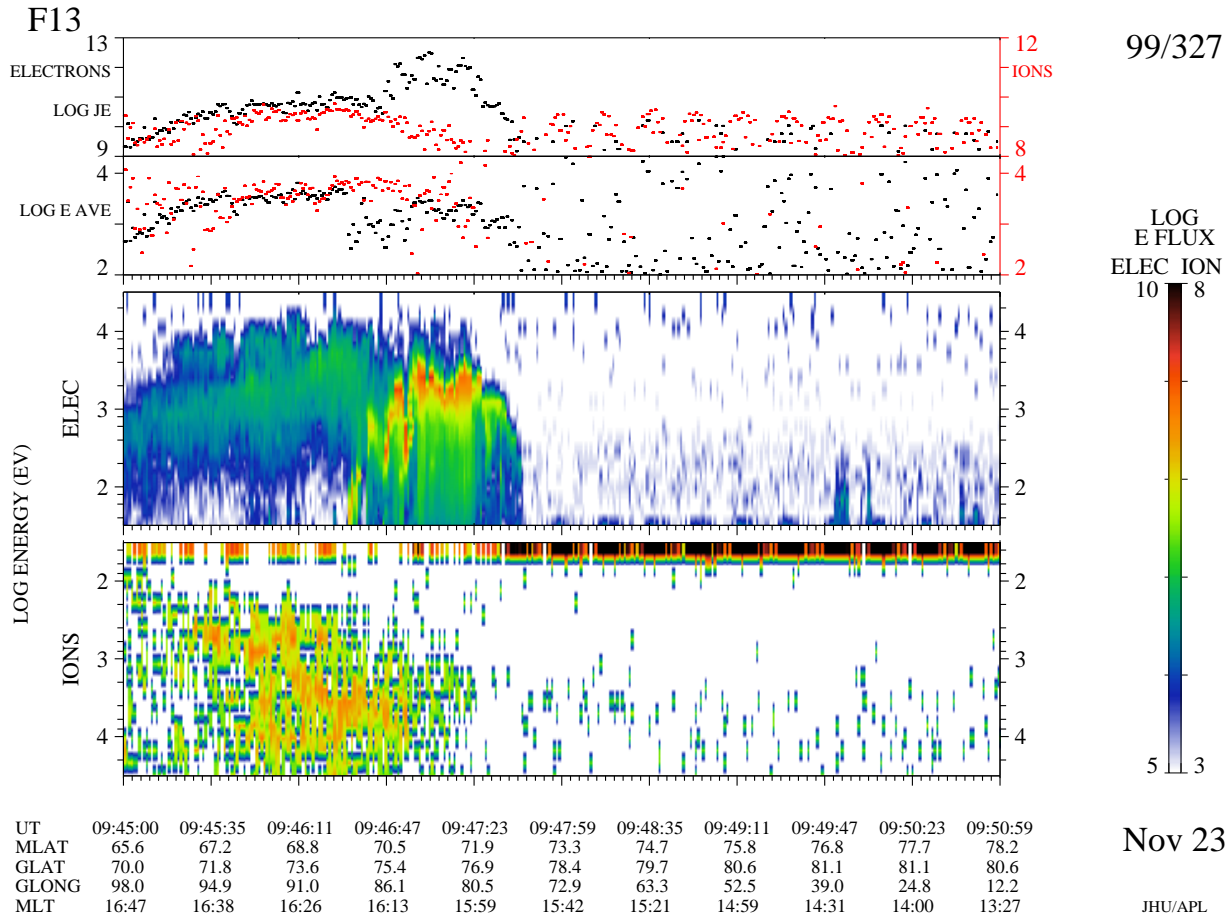 F13
99/327
13
12
ELECTRONS
IONS
LOG JE
9
8
4
4
LOG E AVE
2
2
LOG
E FLUX
ELEC ION
10
8
4
4
3
ELEC
3
2
2
LOG ENERGY (EV)
2
2
3
IONS
3
4
4
5
3
UT 09:45:00 09:45:35 09:46:11 09:46:47 09:47:23 09:47:59 09:48:35 09:49:11 09:49:47 09:50:23 09:50:59
MLAT 65.6 67.2 68.8 70.5 71.9 73.3 74.7 75.8 76.8 77.7 78.2
GLAT 70.0 71.8 73.6 75.4 76.9 78.4 79.7 80.6 81.1 81.1 80.6
GLONG 98.0 94.9 91.0 86.1 80.5 72.9 63.3 52.5 39.0 24.8 12.2
MLT 16:47 16:38 16:26 16:13 15:59 15:42 15:21 14:59 14:31 14:00 13:27
Nov 23
JHU/APL